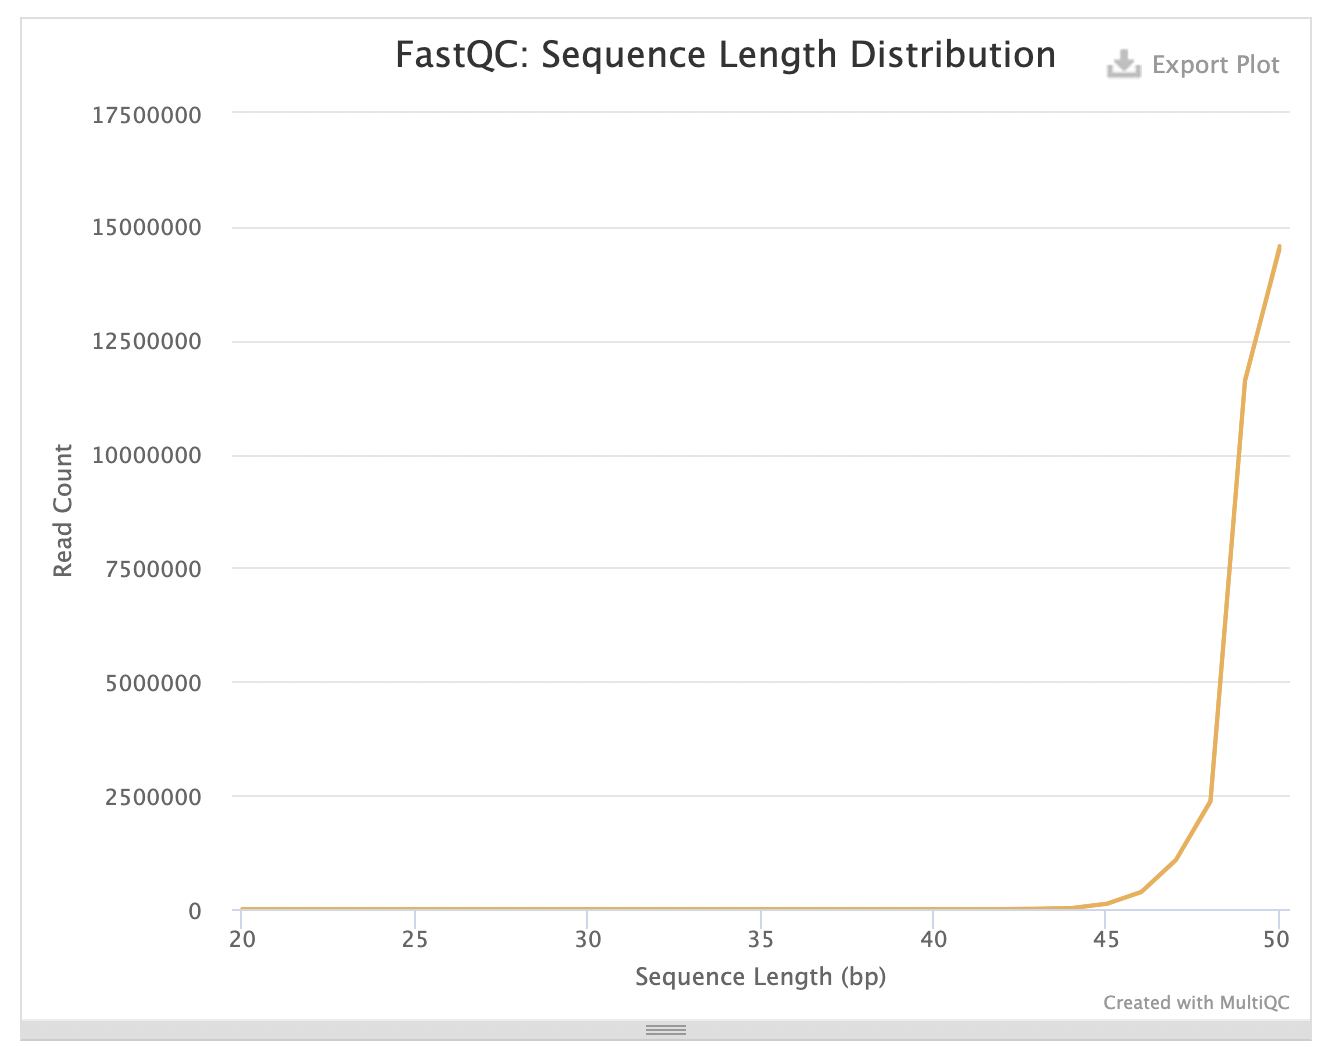 FastQC: Sequence Length Distribution
Export Plot
17500000
15000000
12500000
10000000
7500000
5000000
2500000
0
Read Count
20 25 30 35 40 45 50
Sequence Length (bp)
Created with MultiQC